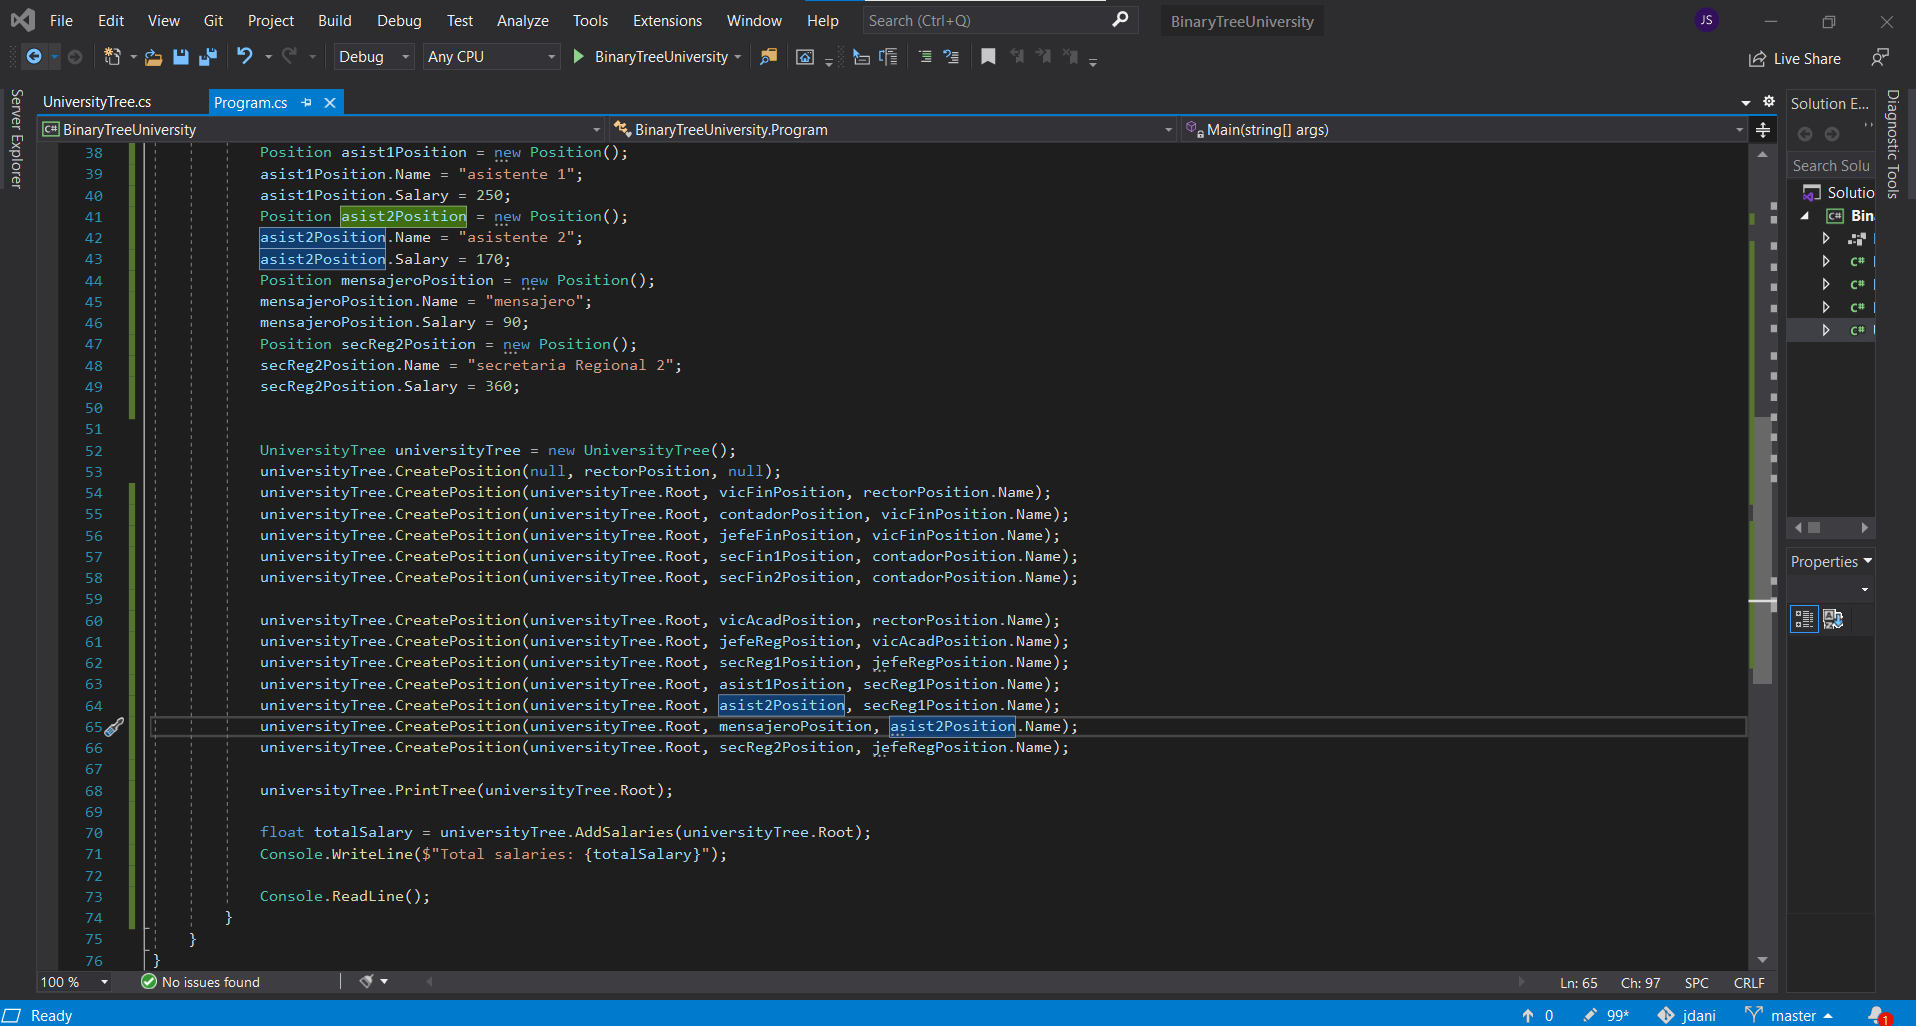 File Edit View Git Project Build Debug Test Analyze Tools Extensions Window Help Search (Ctrl+Q) BinaryTreeUniversity JS
Debug Any CPU BinaryTreeUniversity Live Share
Server Explorer
UniversityTree.cs Program.cs
BinaryTreeUniversity BinaryTreeUniversity.Program Main(string[] args)
38 Position asist1Position = new Position();
39 asist1Position.Name = "asistente 1";
40 asist1Position.Salary = 250;
41 Position asist2Position = new Position();
42 asist2Position.Name = "asistente 2";
43 asist2Position.Salary = 170;
44 Position mensajeroPosition = new Position();
45 mensajeroPosition.Name = "mensajero";
46 mensajeroPosition.Salary = 90;
47 Position secReg2Position = new Position();
48 secReg2Position.Name = "secretaria Regional 2";
49 secReg2Position.Salary = 360;
50
51
52 UniversityTree universityTree = new UniversityTree();
53 universityTree.CreatePosition(null, rectorPosition, null);
54 universityTree.CreatePosition(universityTree.Root, vicFinPosition, rectorPosition.Name);
55 universityTree.CreatePosition(universityTree.Root, contadorPosition, vicFinPosition.Name);
56 universityTree.CreatePosition(universityTree.Root, jefeFinPosition, vicFinPosition.Name);
57 universityTree.CreatePosition(universityTree.Root, secFin1Position, contadorPosition.Name);
58 universityTree.CreatePosition(universityTree.Root, secFin2Position, contadorPosition.Name);
59
60 universityTree.CreatePosition(universityTree.Root, vicAcadPosition, rectorPosition.Name);
61 universityTree.CreatePosition(universityTree.Root, jefeRegPosition, vicAcadPosition.Name);
62 universityTree.CreatePosition(universityTree.Root, secReg1Position, jefeRegPosition.Name);
63 universityTree.CreatePosition(universityTree.Root, asist1Position, secReg1Position.Name);
64 universityTree.CreatePosition(universityTree.Root, asist2Position, secReg1Position.Name);
65 universityTree.CreatePosition(universityTree.Root, mensajeroPosition, asist2Position.Name);
66 universityTree.CreatePosition(universityTree.Root, secReg2Position, jefeRegPosition.Name);
67
68 universityTree.PrintTree(universityTree.Root);
69
70 float totalSalary = universityTree.AddSalaries(universityTree.Root);
71 Console.WriteLine($"Total salaries: {totalSalary}");
72
73 Console.ReadLine();
74 }
75 }
76 }
100 % No issues found Ln: 65 Ch: 97 SPC CRLF
Solution E...
Search Solu
Solutio
C# Bin
C#
C#
C#
C#
Properties
Diagnostic Tools
Ready 0 99* jdani master 1